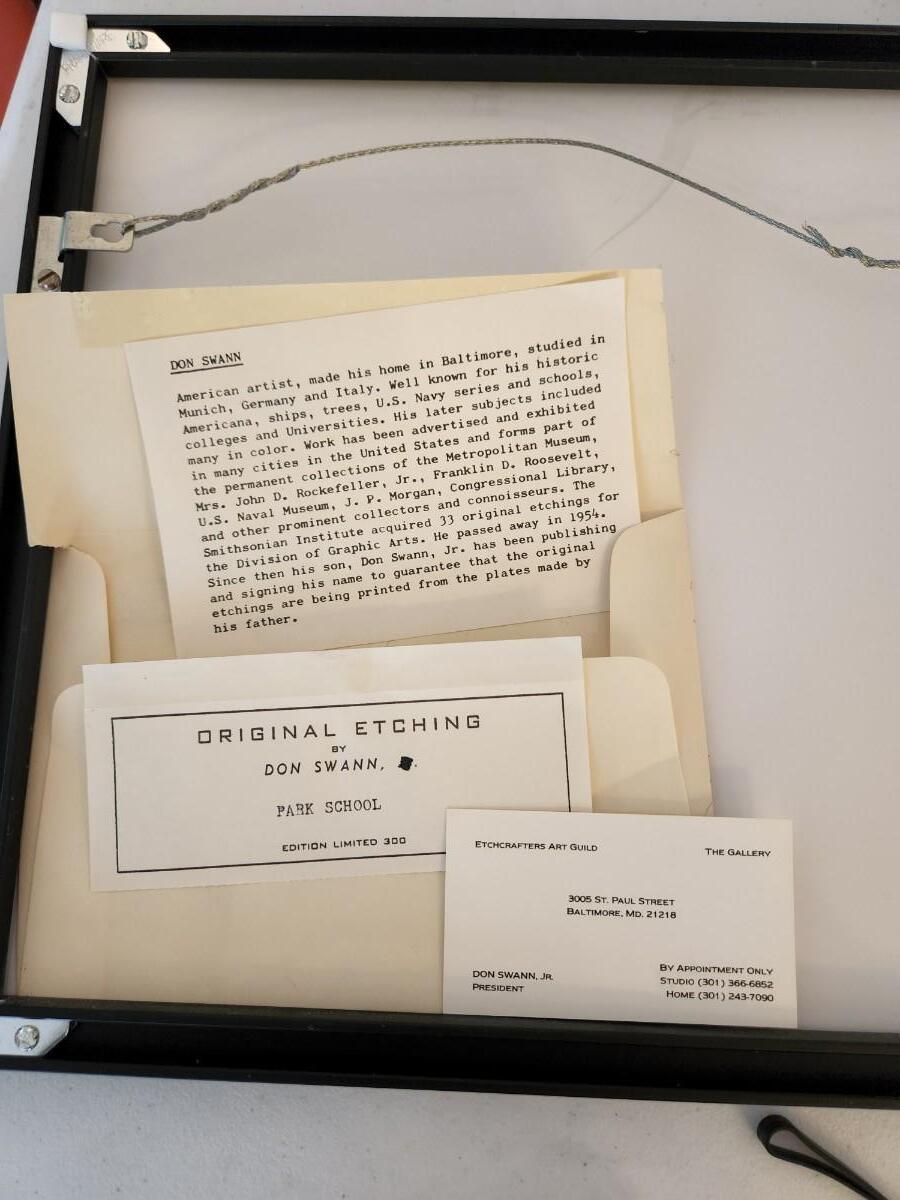 DON SWANN
American artist, made his home in Baltimore, studied in
Munich, Germany and Italy. Well known for his historic
Americana, ships, trees, U.S. Navy series and schools,
colleges and Universities. His later subjects included
many in color. Work has been advertised and exhibited
in many cities in the United States and forms part of
the permanent collections of the Metropolitan Museum,
Mrs. John D. Rockefeller, Jr., Franklin D. Roosevelt,
U.S. Naval Museum, J. P. Morgan, Congressional Library,
and other prominent collectors and connoisseurs. The
Smithsonian Institute acquired 33 original etchings for
the Division of Graphic Arts. He passed away in 1954.
Since then his son, Don Swann, Jr. has been publishing
and signing his name to guarantee that the original
etchings are being printed from the plates made by
his father.
ORIGINAL ETCHING
BY
DON SWANN,
PARK SCHOOL
EDITION LIMITED 300
ETCHCRAFTERS ART GUILD
THE GALLERY
3005 ST. PAUL STREET
BALTIMORE, MD. 21218
DON SWANN, JR.
PRESIDENT
BY APPOINTMENT ONLY
STUDIO (301) 366-6852
HOME (301) 243-7090